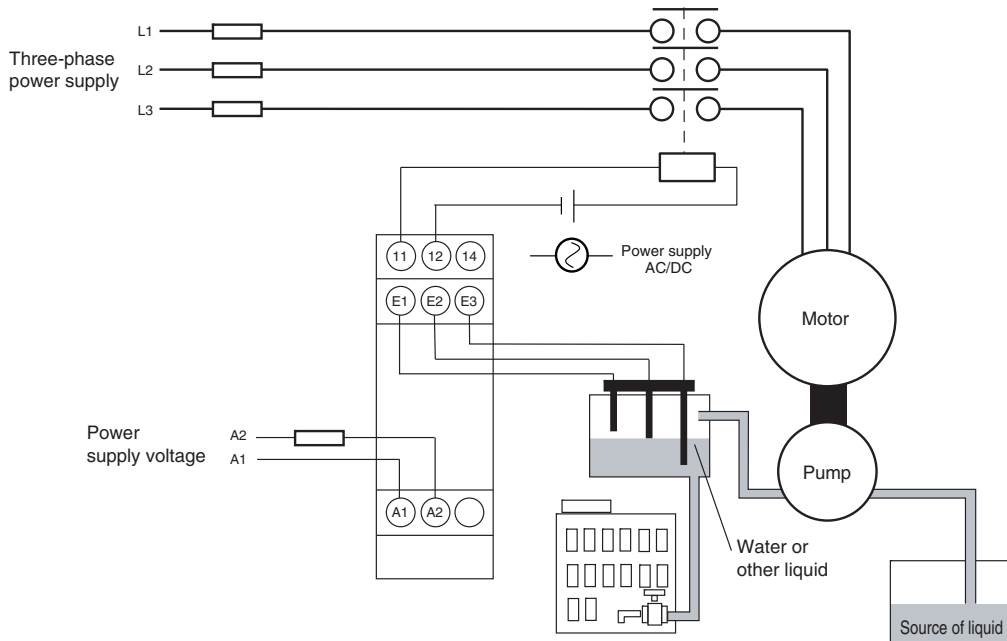 L1
Three-phase
power supply
L2
L3
11
12
14
Power supply
AC/DC
E1
E2
E3
Motor
Power
supply voltage
A2
A1
Pump
A1
A2
Water or
other liquid
Source of liquid